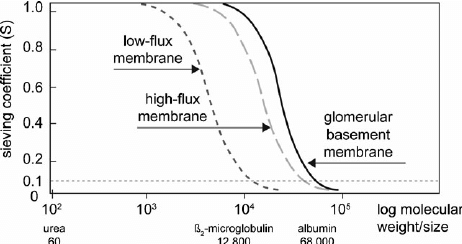 sieving coefficient (S)
1.0
0.8
0.6
0.4
0.2
0.1
0
low-flux
membrane
high-flux
membrane
glomerular
basement
membrane
10² 10³ 10⁴ 10⁵ log molecular
weight/size
urea ß₂-microglobulin albumin
60 12 800 68 000